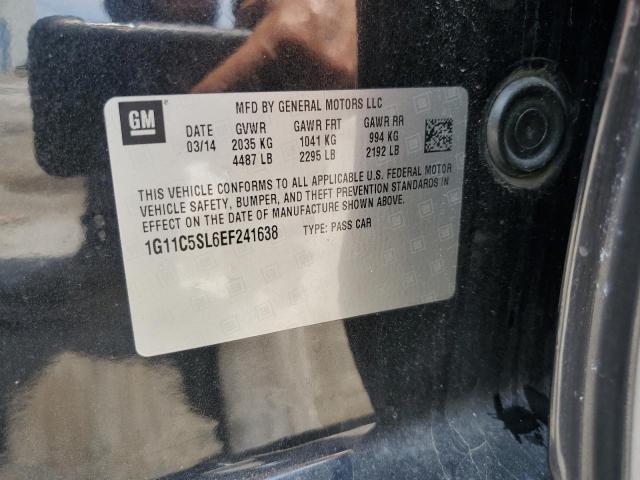 GM
MFD BY GENERAL MOTORS LLC
DATE GVWR GAWR FRT GAWR RR
03/14 2035 KG 1041 KG 994 KG
4487 LB 2295 LB 2192 LB
THIS VEHICLE CONFORMS TO ALL APPLICABLE U.S. FEDERAL MOTOR
VEHICLE SAFETY, BUMPER, AND THEFT PREVENTION STANDARDS IN
EFFECT ON THE DATE OF MANUFACTURE SHOWN ABOVE.
1G11C5SL6EF241638 TYPE: PASS CAR